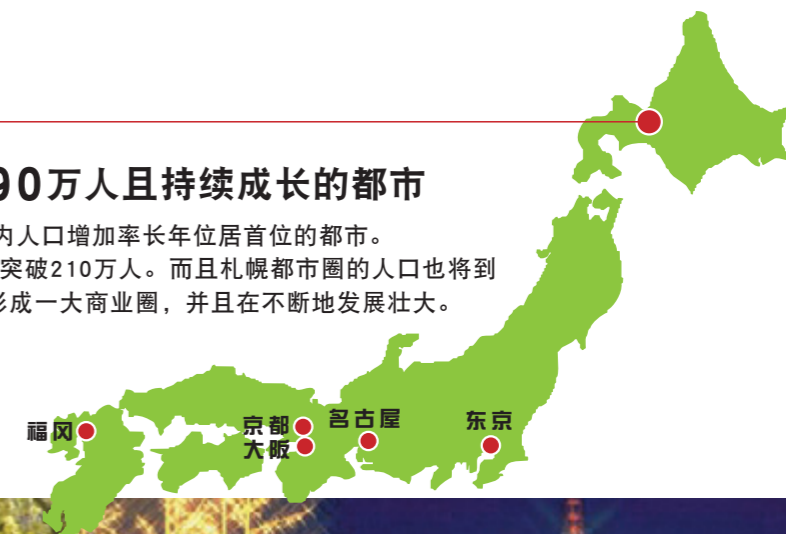 90万人且持续成长的都市
内人口增加率长年位居首位的都市。
突破210万人。而且札幌都市圈的人口也将到
形成一大商业圈，并且在不断地发展壮大。
福冈
京都
大阪
名古屋
东京